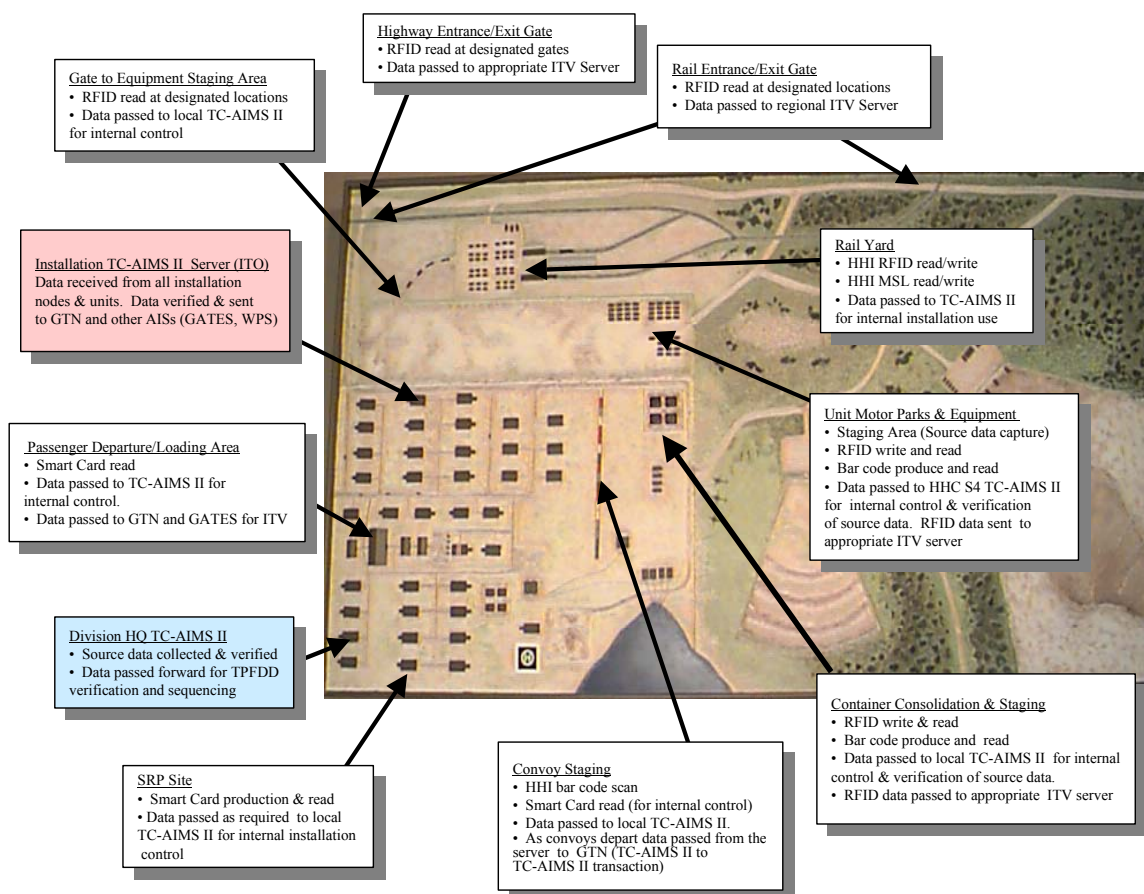 Highway Entrance/Exit Gate
• RFID read at designated gates
• Data passed to appropriate ITV Server
Rail Entrance/Exit Gate
• RFID read at designated locations
• Data passed to regional ITV Server
Gate to Equipment Staging Area
• RFID read at designated locations
• Data passed to local TC-AIMS II
for internal control
Installation TC-AIMS II Server (ITO)
Data received from all installation
nodes & units. Data verified & sent
to GTN and other AISs (GATES, WPS)
Rail Yard
• HHI RFID read/write
• HHI MSL read/write
• Data passed to TC-AIMS II
for internal installation use
Passenger Departure/Loading Area
• Smart Card read
• Data passed to TC-AIMS II for
internal control.
• Data passed to GTN and GATES for ITV
Unit Motor Parks & Equipment
• Staging Area (Source data capture)
• RFID write and read
• Bar code produce and read
• Data passed to HHC S4 TC-AIMS II
for internal control & verification
of source data. RFID data sent to
appropriate ITV server
Division HQ TC-AIMS II
• Source data collected & verified
• Data passed forward for TPFDD
verification and sequencing
H
SRP Site
• Smart Card production & read
• Data passed as required to local
TC-AIMS II for internal installation
control
Convoy Staging
• HHI bar code scan
• Smart Card read (for internal control)
• Data passed to local TC-AIMS II.
• As convoys depart data passed from the
server to GTN (TC-AIMS II to
TC-AIMS II transaction)
Container Consolidation & Staging
• RFID write & read
• Bar code produce and read
• Data passed to local TC-AIMS II for internal
control & verification of source data.
• RFID data passed to appropriate ITV server